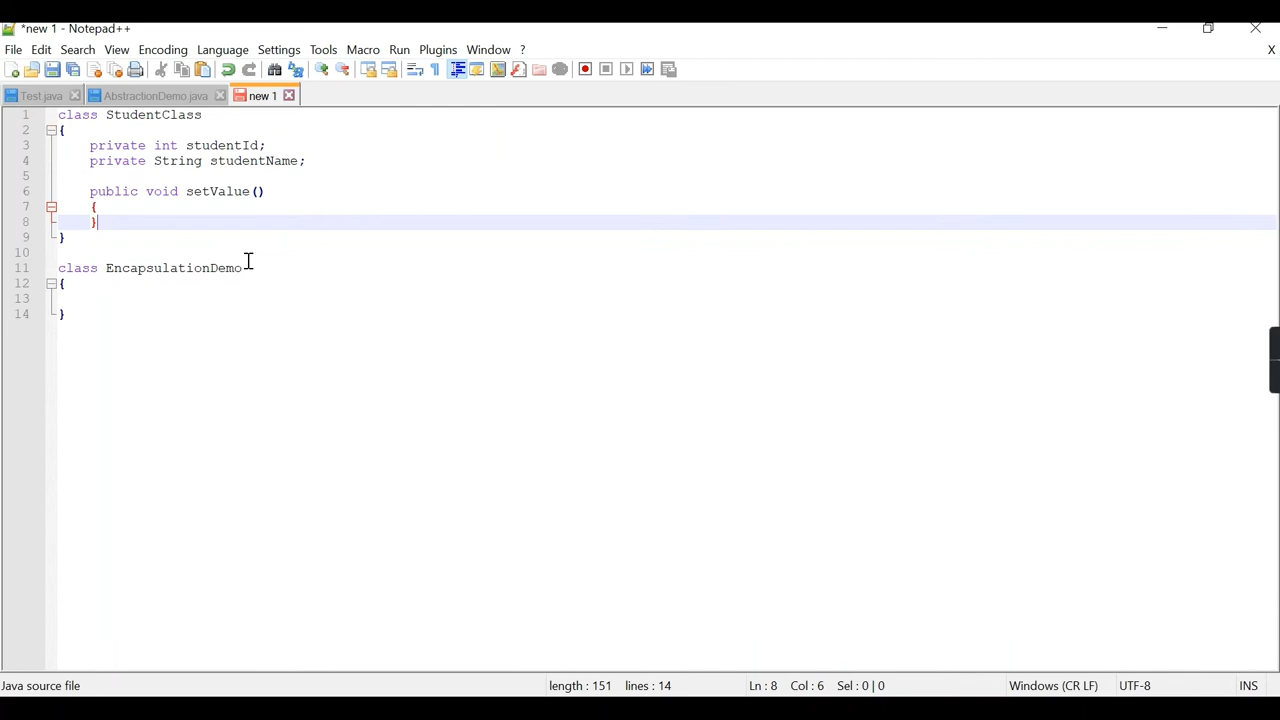 *new 1 - Notepad++
File Edit Search View Encoding Language Settings Tools Macro Run Plugins Window ? X
Test java AbstractionDemo java new 1
1 class StudentClass
2 {
3 private int studentId;
4 private String studentName;
5
6 public void setValue()
7 {
8 }
9 }
10
11 class EncapsulationDemo
12 {
13
14 }
Java source file length : 151 lines : 14 Ln : 8 Col : 6 Sel : 0 | 0 Windows (CR LF) UTF-8 INS